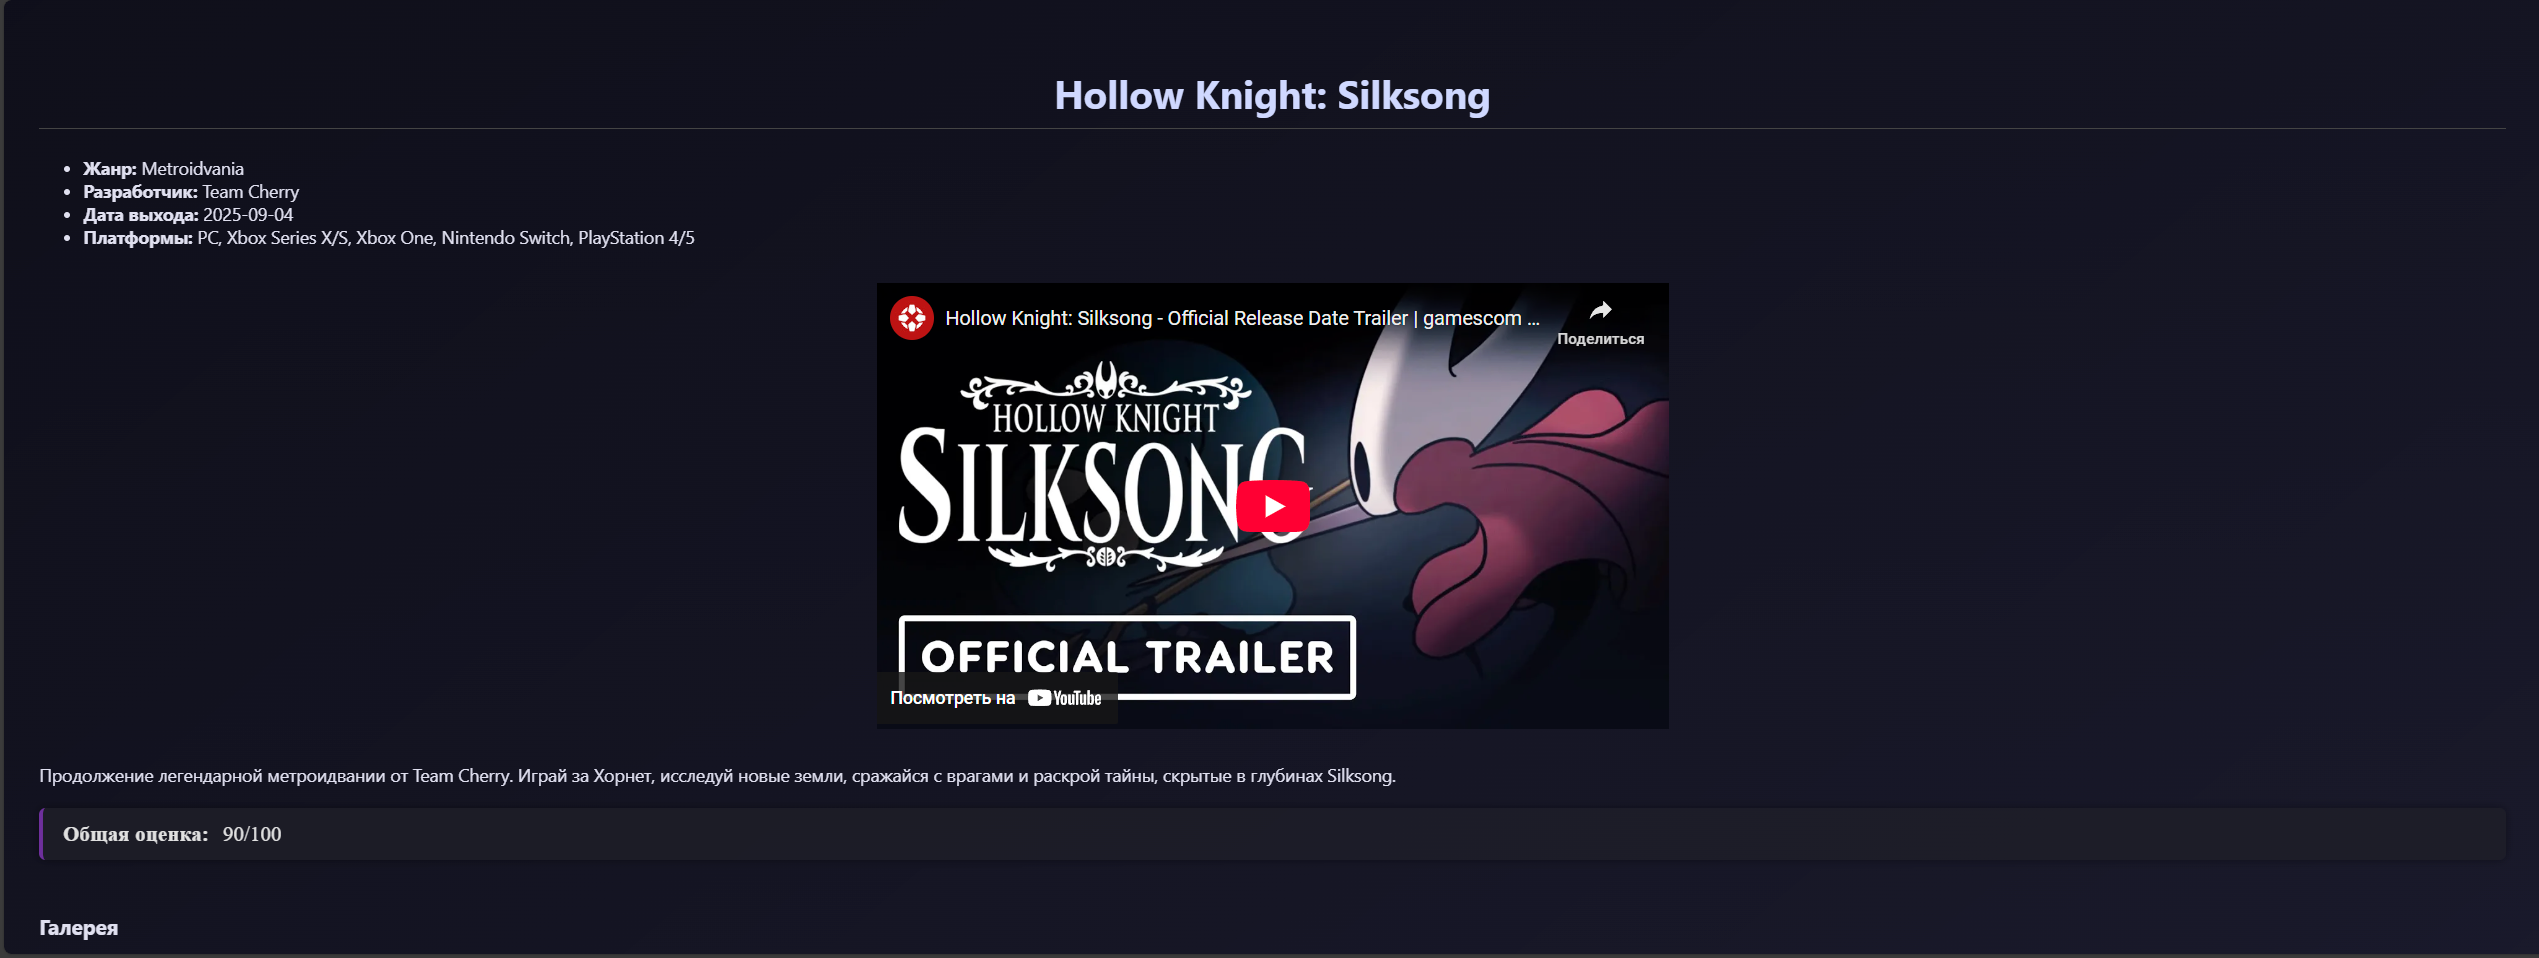 Hollow Knight: Silksong
Жанр: Metroidvania
Разработчик: Team Cherry
Дата выхода: 2025-09-04
Платформы: PC, Xbox Series X/S, Xbox One, Nintendo Switch, PlayStation 4/5
Hollow Knight: Silksong - Official Release Date Trailer | gamescom ...
Поделиться
HOLLOW KNIGHT
SILKSONG
OFFICIAL TRAILER
Посмотреть на YouTube
Продолжение легендарной метроидвании от Team Cherry. Играй за Хорнет, исследуй новые земли, сражайся с врагами и раскрой тайны, скрытые в глубинах Silksong.
Общая оценка: 90/100
Галерея